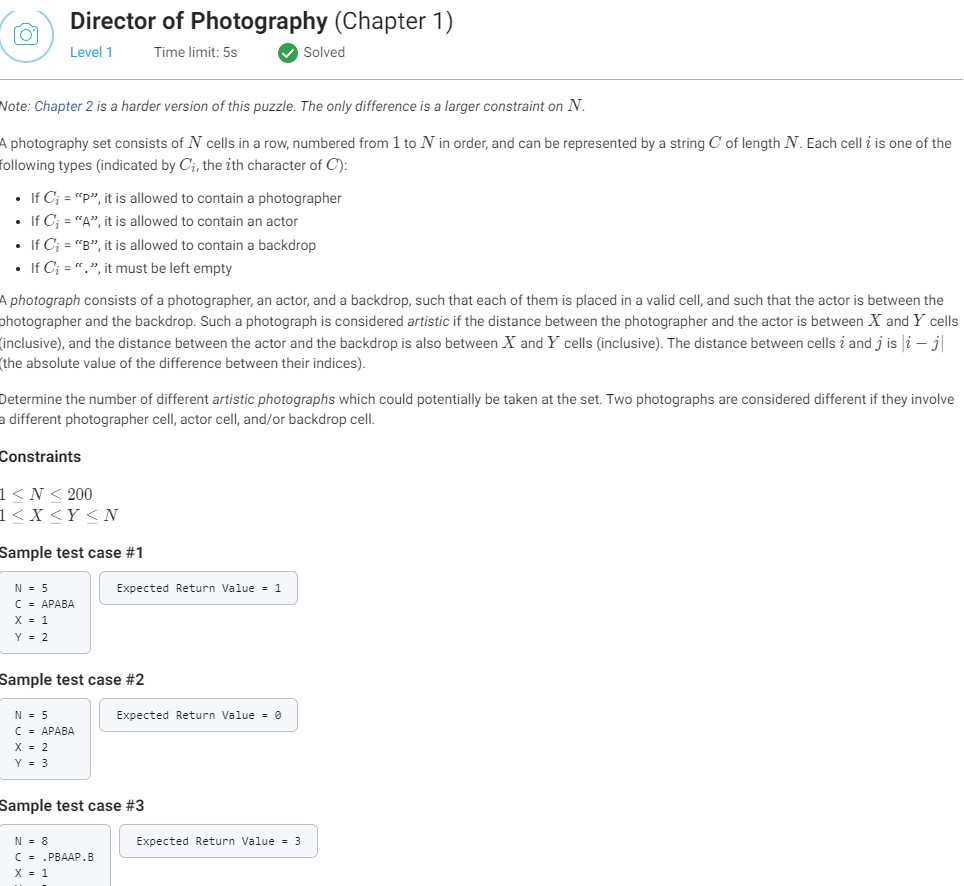 Director of Photography (Chapter 1)
Level 1 Time limit: 5s Solved
Note: Chapter 2 is a harder version of this puzzle. The only difference is a larger constraint on N.
A photography set consists of N cells in a row, numbered from 1 to N in order, and can be represented by a string C of length N. Each cell i is one of the
following types (indicated by Cᵢ, the ith character of C):
• If Cᵢ = “P”, it is allowed to contain a photographer
• If Cᵢ = “A”, it is allowed to contain an actor
• If Cᵢ = “B”, it is allowed to contain a backdrop
• If Cᵢ = “.”, it must be left empty
A photograph consists of a photographer, an actor, and a backdrop, such that each of them is placed in a valid cell, and such that the actor is between the
photographer and the backdrop. Such a photograph is considered artistic if the distance between the photographer and the actor is between X and Y cells
(inclusive), and the distance between the actor and the backdrop is also between X and Y cells (inclusive). The distance between cells i and j is |i − j|
(the absolute value of the difference between their indices).
Determine the number of different artistic photographs which could potentially be taken at the set. Two photographs are considered different if they involve
a different photographer cell, actor cell, and/or backdrop cell.
Constraints
1 ≤ N ≤ 200
1 ≤ X ≤ Y ≤ N
Sample test case #1
N = 5 Expected Return Value = 1
C = APABA
X = 1
Y = 2
Sample test case #2
N = 5 Expected Return Value = 0
C = APABA
X = 2
Y = 3
Sample test case #3
N = 8 Expected Return Value = 3
C = .PBAAP.B
X = 1